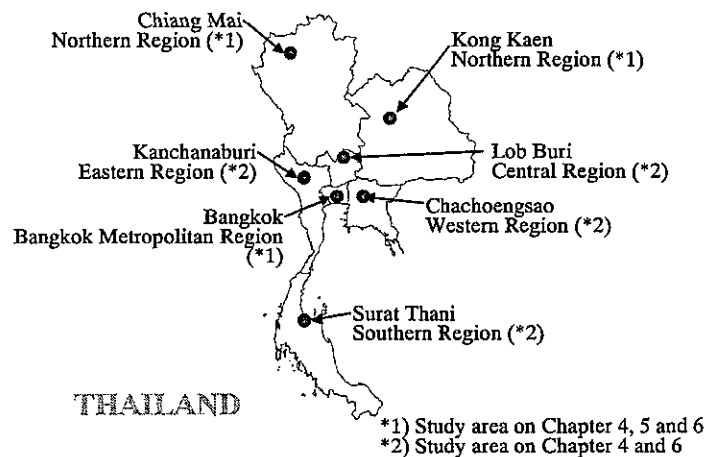 Chiang Mai
Northern Region (*1)
Kong Kaen
Northern Region (*1)
Kanchanaburi
Eastern Region (*2)
Lob Buri
Central Region (*2)
Bangkok
Bangkok Metropolitan Region
(*1)
Chachoengsao
Western Region (*2)
Surat Thani
Southern Region (*2)
THAILAND
*1) Study area on Chapter 4, 5 and 6
*2) Study area on Chapter 4 and 6